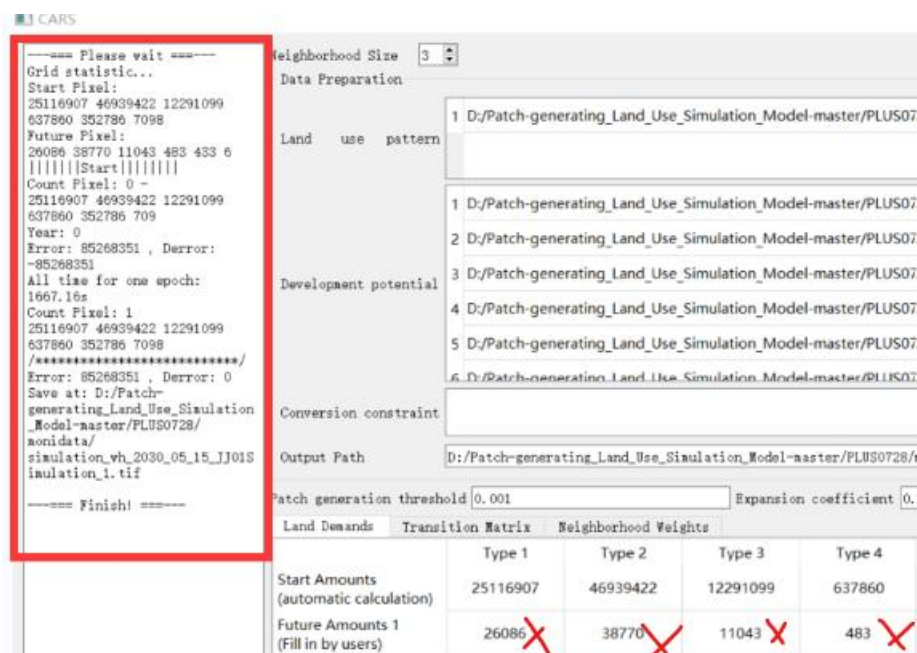 CARS
---=== Please wait ===---
Grid statistic...
Start Pixel:
25116907 46939422 12291099
637860 352786 7098
Future Pixel:
26086 38770 11043 483 433 6
|||||||Start||||||||
Count Pixel: 0 -
25116907 46939422 12291099
637860 352786 709
Year: 0
Error: 85268351 , Derror:
-85268351
All time for one epoch:
1667.16s
Count Pixel: 1
25116907 46939422 12291099
637860 352786 7098
/***************************/
Error: 85268351 , Derror: 0
Save at: D:/Patch-
generating_Land_Use_Simulation
_Model-master/PLUS0728/
monidata/
simulation_wh_2030_05_15_JJ01S
imulation_1.tif
---=== Finish! ===---
Neighborhood Size 3
Data Preparation
Land use pattern
1 D:/Patch-generating_Land_Use_Simulation_Model-master/PLUS07
Development potential
1 D:/Patch-generating_Land_Use_Simulation_Model-master/PLUS07
2 D:/Patch-generating_Land_Use_Simulation_Model-master/PLUS07
3 D:/Patch-generating_Land_Use_Simulation_Model-master/PLUS07
4 D:/Patch-generating_Land_Use_Simulation_Model-master/PLUS07
5 D:/Patch-generating_Land_Use_Simulation_Model-master/PLUS07
6 D:/Patch-generating_Land_Use_Simulation_Model-master/PLUS07
Conversion constraint
Output Path D:/Patch-generating_Land_Use_Simulation_Model-master/PLUS0728/
Patch generation threshold 0.001 Expansion coefficient 0.
Land Demands Transition Matrix Neighborhood Weights
Type 1 Type 2 Type 3 Type 4
Start Amounts
(automatic calculation) 25116907 46939422 12291099 637860
Future Amounts 1
(Fill in by users) 26086 38770 11043 483